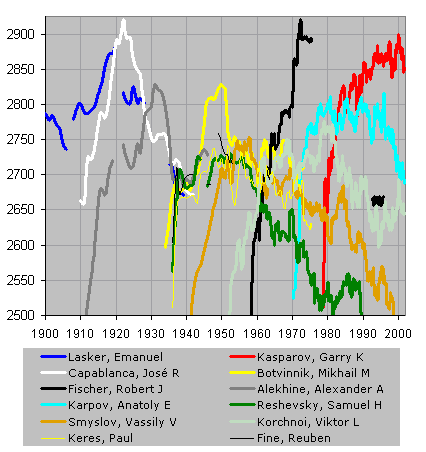 2900
2850
2800
2750
2700
2650
2600
2550
2500
1900 1910 1920 1930 1940 1950 1960 1970 1980 1990 2000
Lasker, Emanuel Kasparov, Garry K
Capablanca, José R Botvinnik, Mikhail M
Fischer, Robert J Alekhine, Alexander A
Karpov, Anatoly E Reshevsky, Samuel H
Smyslov, Vassily V Korchnoi, Viktor L
Keres, Paul Fine, Reuben